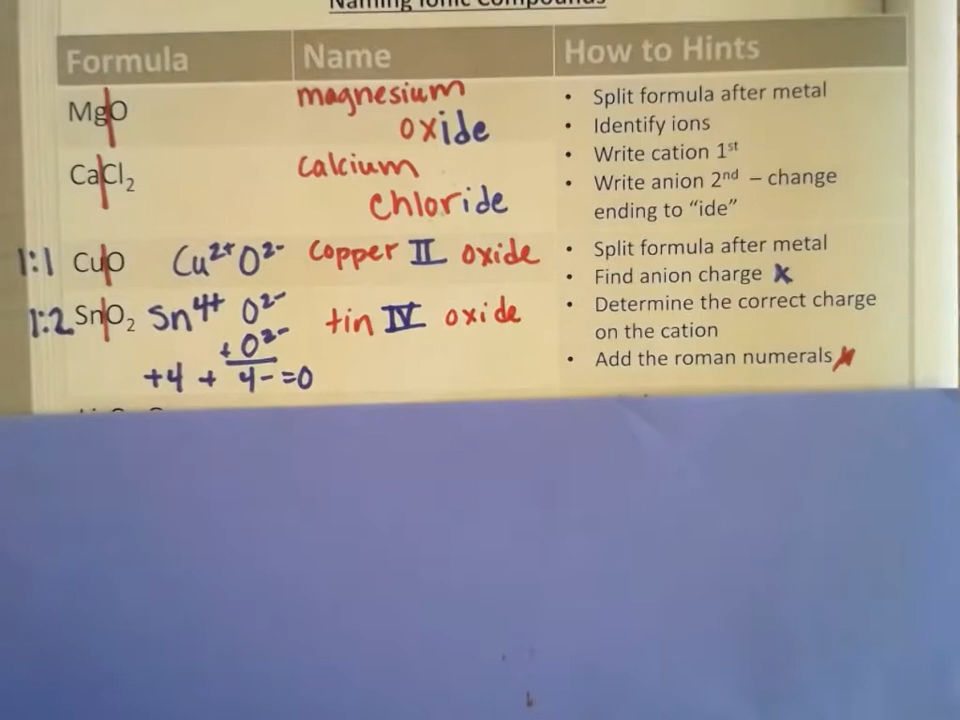 Naming Ionic Compounds
Formula Name How to Hints
MgO magnesium oxide
• Split formula after metal
• Identify ions
• Write cation 1st
• Write anion 2nd – change
ending to “ide”
CaCl2 calcium chloride
1:1 CuO Cu2+ O2- copper II oxide
• Split formula after metal
• Find anion charge
• Determine the correct charge
on the cation
• Add the roman numerals
1:2 SnO2 Sn4+ O2- tin IV oxide
+ O2-
+4 + 4- =0